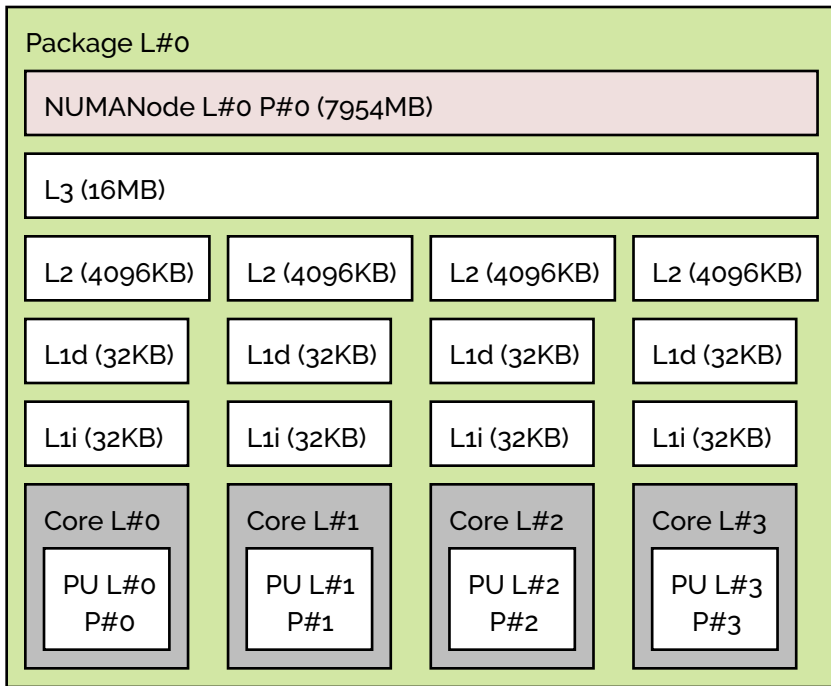 Package L#0
NUMANode L#0 P#0 (7954MB)
L3 (16MB)
L2 (4096KB) L2 (4096KB) L2 (4096KB) L2 (4096KB)
L1d (32KB) L1d (32KB) L1d (32KB) L1d (32KB)
L1i (32KB) L1i (32KB) L1i (32KB) L1i (32KB)
Core L#0 Core L#1 Core L#2 Core L#3
PU L#0 PU L#1 PU L#2 PU L#3
P#0 P#1 P#2 P#3